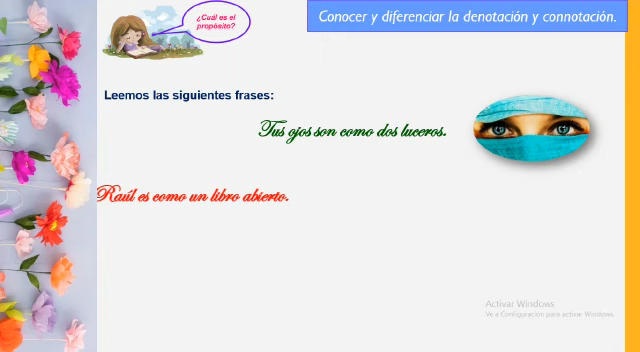 ¿Cuál es el
propósito?
Conocer y diferenciar la denotación y connotación.
Leemos las siguientes frases:
Tus ojos son como dos luceros.
Raúl es como un libro abierto.
Activar Windows
Ve a Configuración para activar Windows.